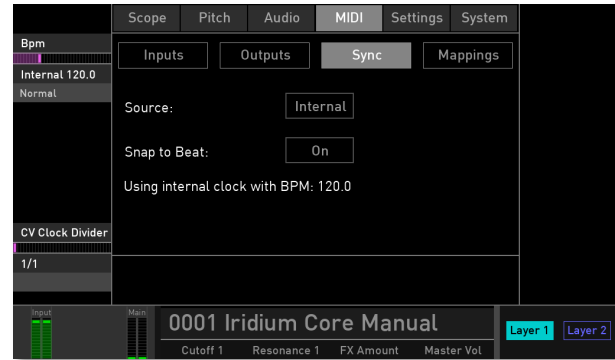 Scope Pitch Audio MIDI Settings System
Bpm
Inputs Outputs Sync Mappings
Internal 120.0
Normal
Source: Internal
Snap to Beat: On
Using internal clock with BPM: 120.0
CV Clock Divider
1/1
Input Main
0001 Iridium Core Manual
Layer 1 Layer 2
Cutoff 1 Resonance 1 FX Amount Master Vol